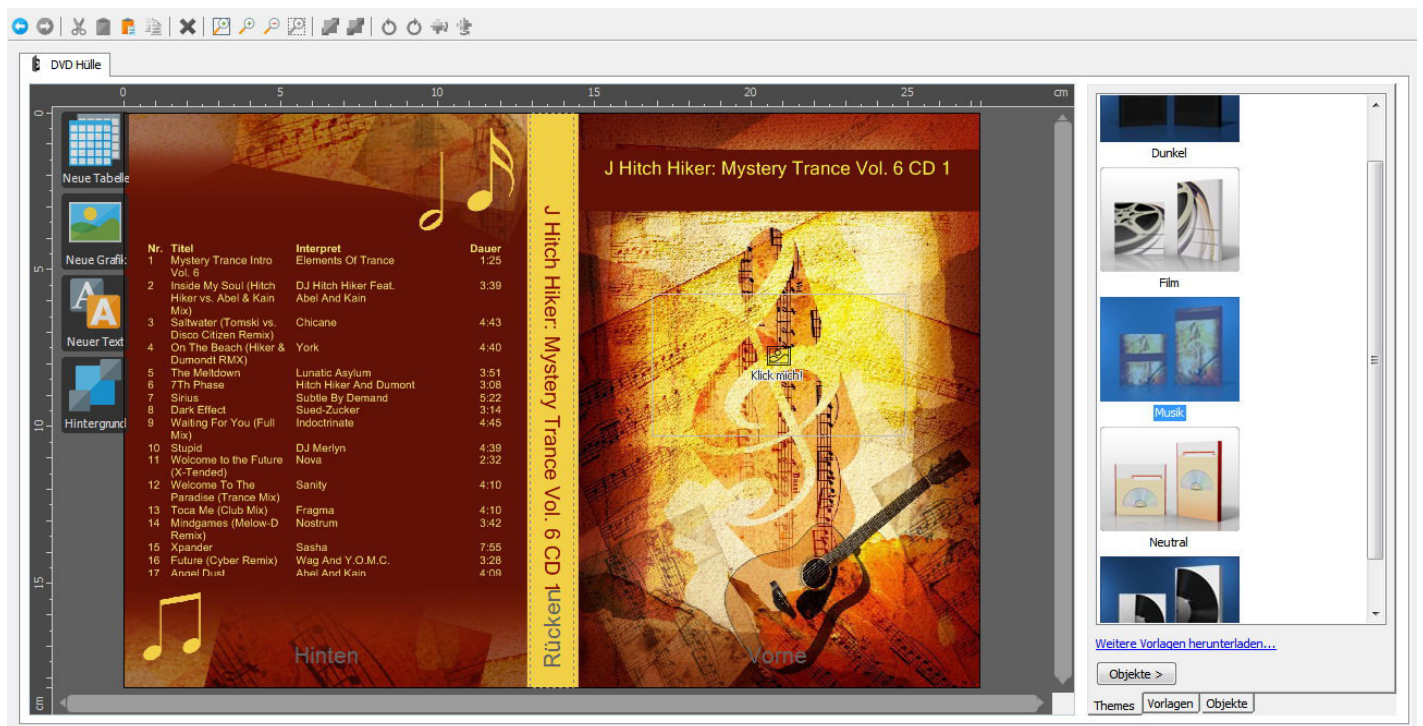 DVD Hülle
0 5 10 15 20 25 cm
0
5
10
15
cm
Neue Tabelle
Neue Grafik
Neuer Text
Hintergrund
Nr. Titel Interpret Dauer
1 Mystery Trance Intro Elements Of Trance 1:25
Vol. 6
2 Inside My Soul (Hitch DJ Hitch Hiker Feat. 3:39
Hiker vs. Abel & Kain Abel And Kain
Mix)
3 Saltwater (Tomski vs. Chicane 4:43
Disco Citizen Remix)
4 On The Beach (Hiker & York 4:40
Dumondt RMX)
5 The Meltdown Lunatic Asylum 3:51
6 7Th Phase Hitch Hiker And Dumont 3:08
7 Sirius Subtle By Demand 5:22
8 Dark Effect Sued-Zucker 3:14
9 Waiting For You (Full Indoctrinate 4:45
Mix)
10 Stupid DJ Merlyn 4:39
11 Wolcome to the Future Nova 2:32
(X-Tended)
12 Welcome To The Sanity 4:10
Paradise (Trance Mix)
13 Toca Me (Club Mix) Fragma 4:10
14 Mindgames (Melow-D Nostrum 3:42
Remix)
15 Xpander Sasha 7:55
16 Future (Cyber Remix) Wag And Y.O.M.C. 3:28
17 Angel Dust Abel And Kain 4:09
Hinten
J Hitch Hiker: Mystery Trance Vol. 6 CD 1
Rücken
J Hitch Hiker: Mystery Trance Vol. 6 CD 1
Klick mich!
Bassi
Vorne
Dunkel
Film
Musik
Neutral
Weitere Vorlagen herunterladen...
Objekte >
Themes Vorlagen Objekte